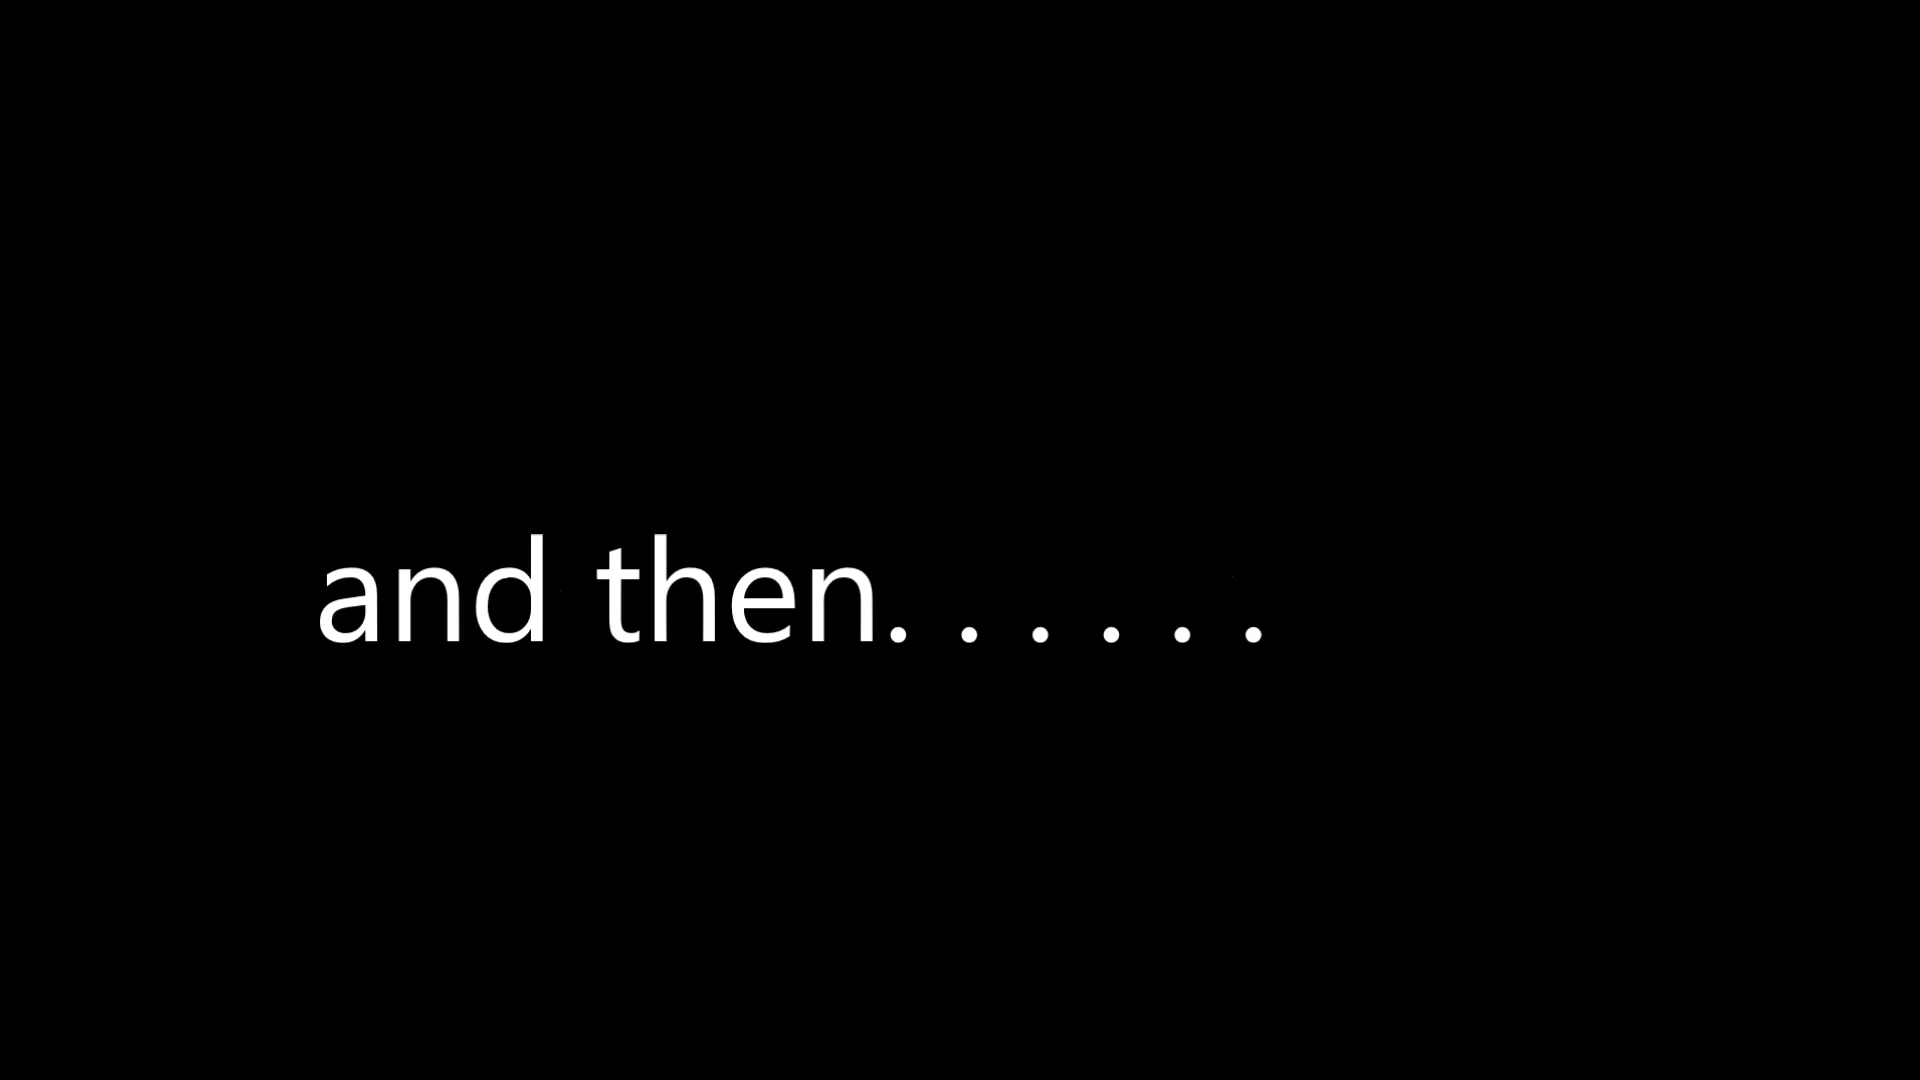 and then. . . . . .